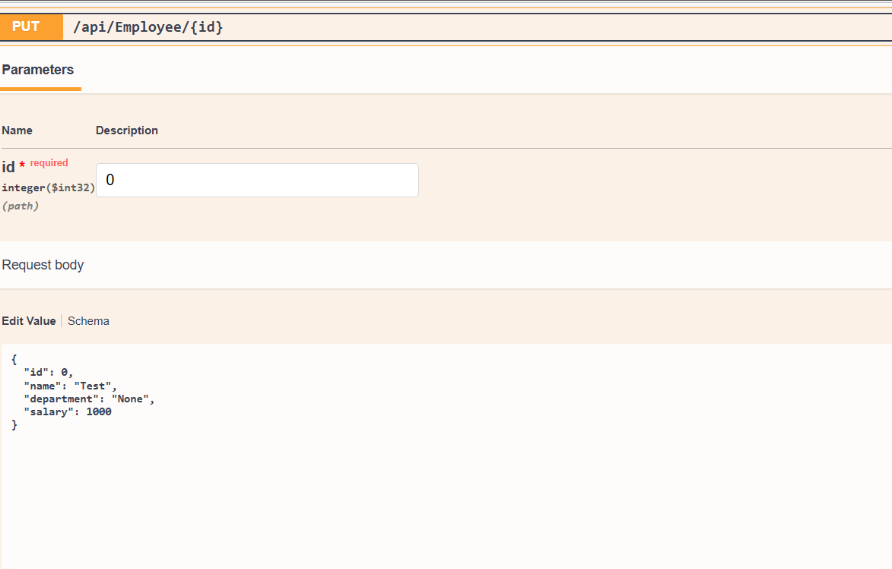 PUT /api/Employee/{id}
Parameters
Name Description
id * required
integer($int32)
(path)
0
Request body
Edit Value Schema
{
"id": 0,
"name": "Test",
"department": "None",
"salary": 1000
}